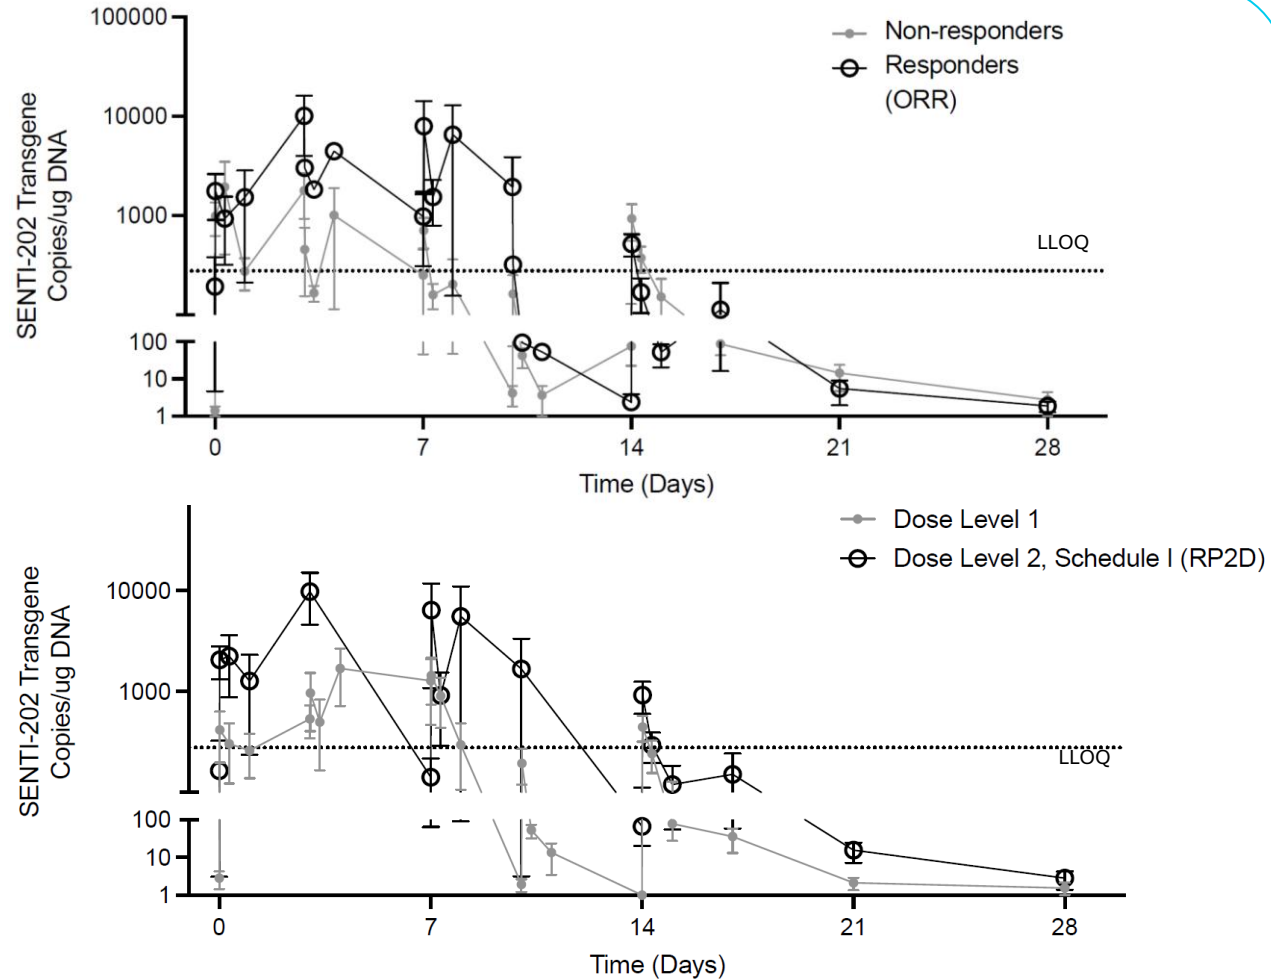 100000
10000
1000
100
10
1
SENTI-202 Transgene
Copies/ug DNA
Non-responders
Responders
(ORR)
LLOQ
0 7 14 21 28
Time (Days)
10000
1000
100
10
1
SENTI-202 Transgene
Copies/ug DNA
Dose Level 1
Dose Level 2, Schedule I (RP2D)
LLOQ
0 7 14 21 28
Time (Days)